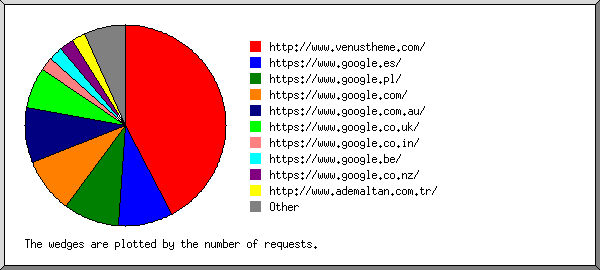 http://www.venustheme.com/
https://www.google.es/
https://www.google.pl/
https://www.google.com/
https://www.google.com.au/
https://www.google.co.uk/
https://www.google.co.in/
https://www.google.be/
https://www.google.co.nz/
http://www.ademaltan.com.tr/
Other
The wedges are plotted by the number of requests.